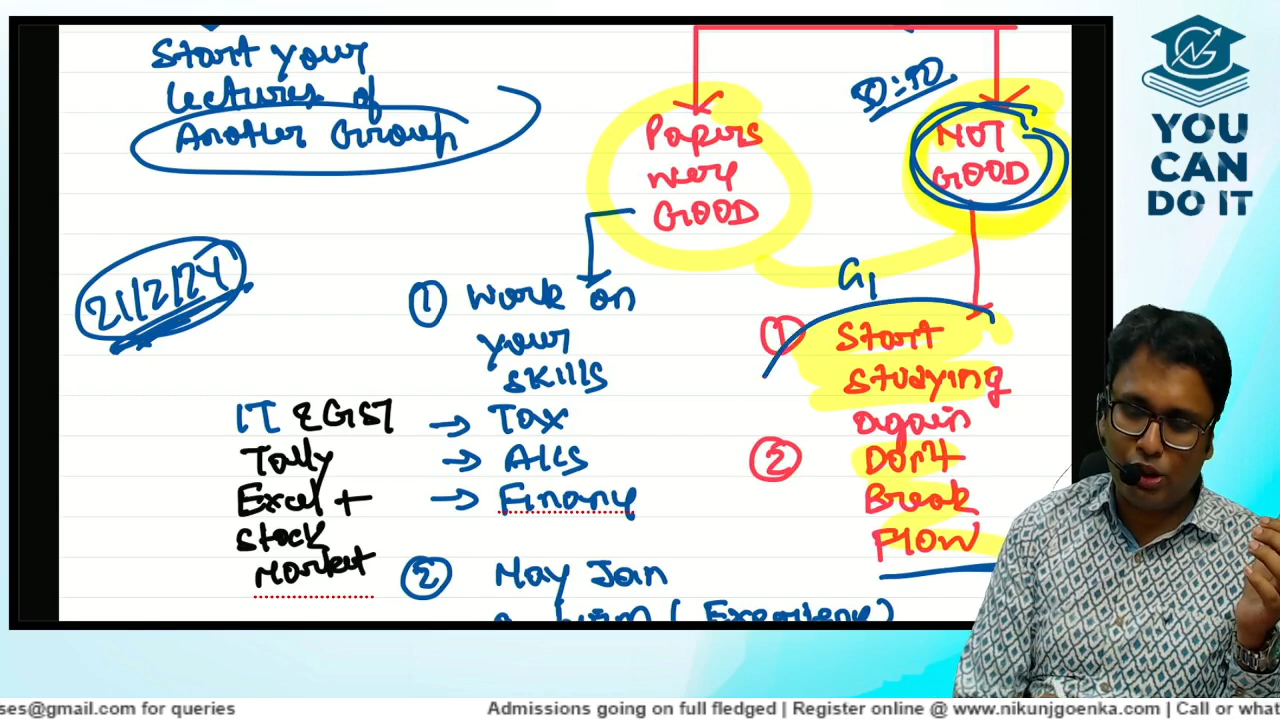 Start your
Lectures of
Another Group
50:50
Papers
Very
GOOD
NOT
GOOD
21/2/24
① Work on
your
skills
IT & GST → Tax
Tally → A/cs
Excel + → Finance
Stock
Market
② May Join
(Experience)
G1
① Start
Studying
again
② Don't
Break
Flow
YOU
CAN
DO IT
ses@gmail.com for queries
Admissions going on full fledged | Register online @ www.nikunjgoenka.com | Call or what